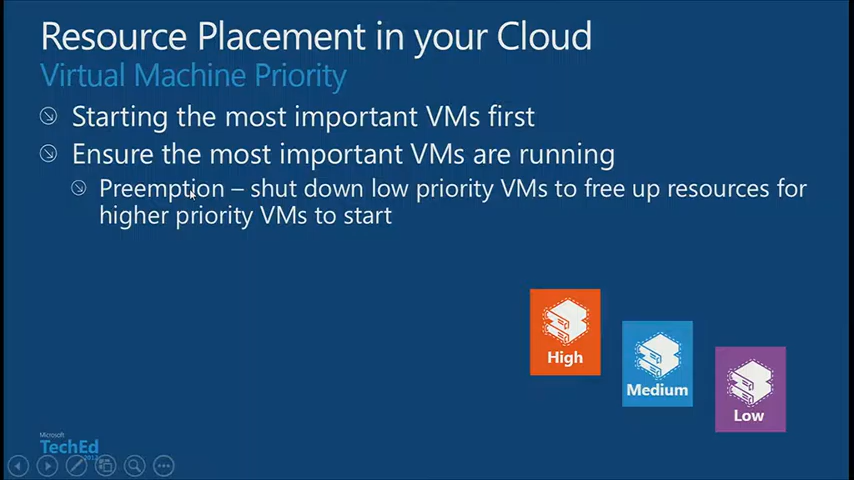 Resource Placement in your Cloud
Virtual Machine Priority
Starting the most important VMs first
Ensure the most important VMs are running
Preemption – shut down low priority VMs to free up resources for
higher priority VMs to start
High
Medium
Low
Microsoft
TechEd